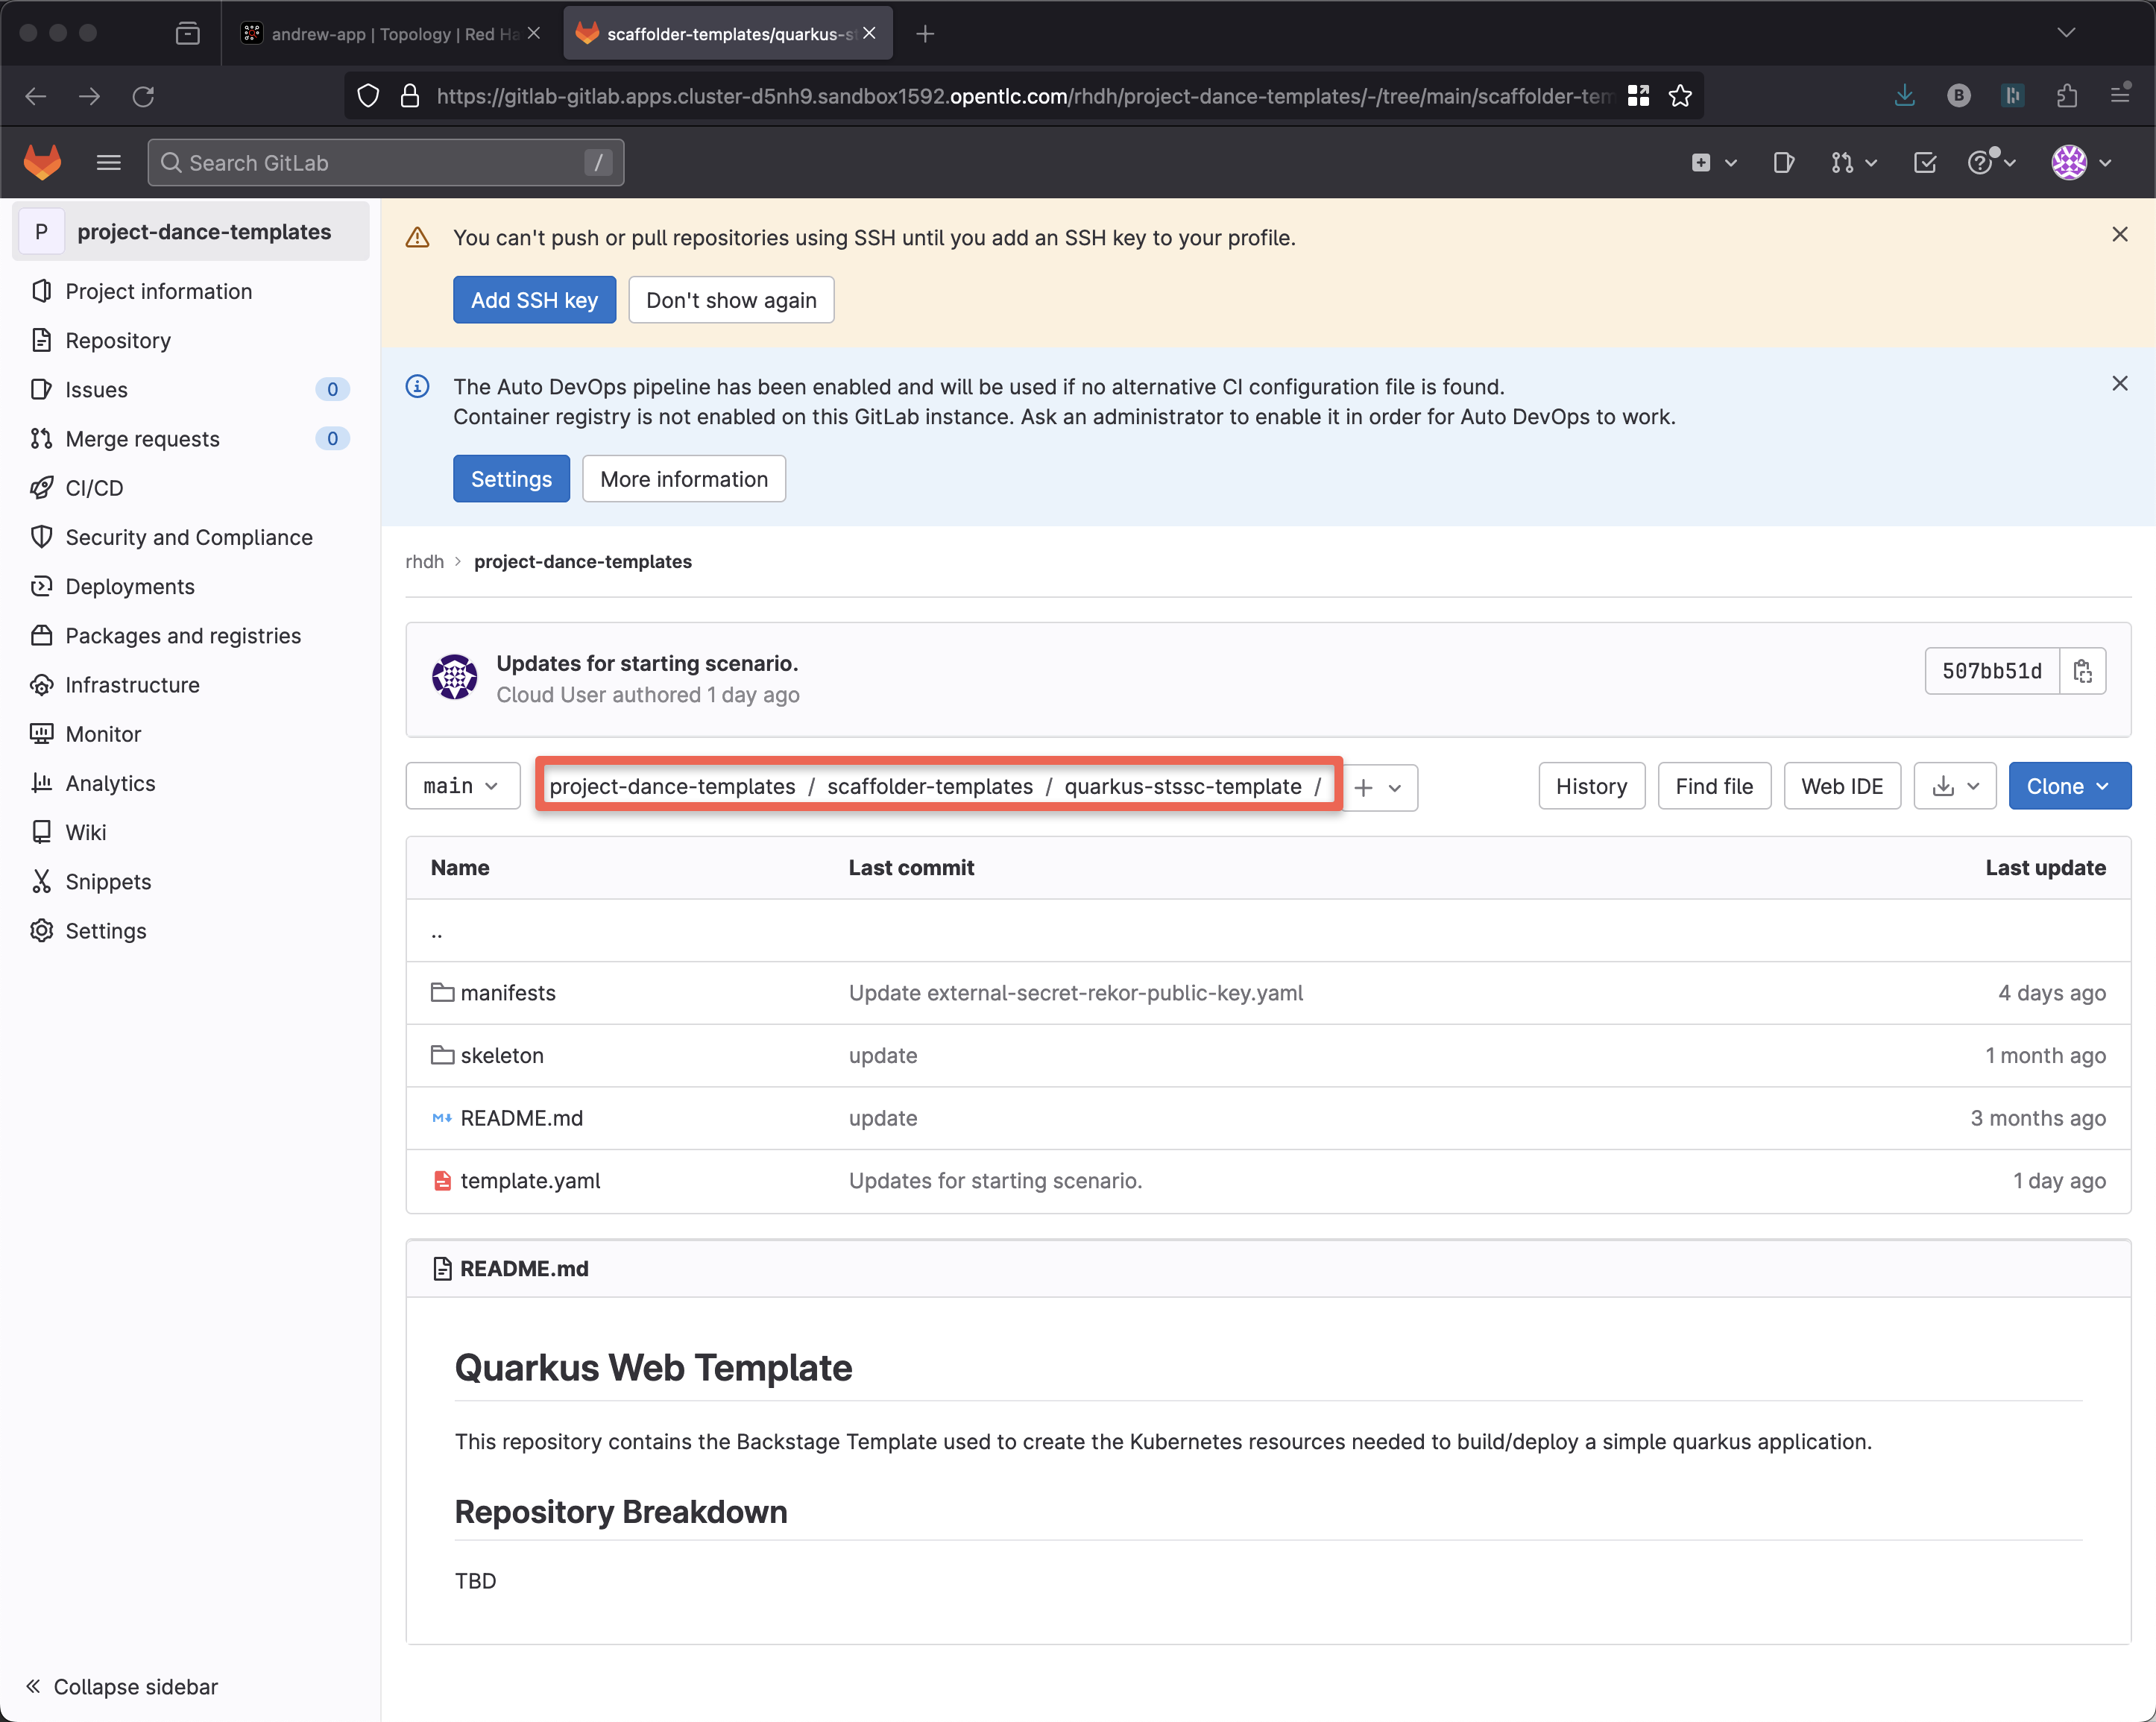 andrew-app | Topology | Red Ha
scaffolder-templates/quarkus-s
https://gitlab-gitlab.apps.cluster-d5nh9.sandbox1592.opentlc.com/rhdh/project-dance-templates/-/tree/main/scaffolder-tem
B
Search GitLab
/
P
project-dance-templates
Project information
Repository
Issues
0
Merge requests
0
CI/CD
Security and Compliance
Deployments
Packages and registries
Infrastructure
Monitor
Analytics
Wiki
Snippets
Settings
Collapse sidebar
You can't push or pull repositories using SSH until you add an SSH key to your profile.
Add SSH key
Don't show again
The Auto DevOps pipeline has been enabled and will be used if no alternative CI configuration file is found.
Container registry is not enabled on this GitLab instance. Ask an administrator to enable it in order for Auto DevOps to work.
Settings
More information
rhdh > project-dance-templates
Updates for starting scenario.
Cloud User authored 1 day ago
507bb51d
main
project-dance-templates / scaffolder-templates / quarkus-stssc-template /
History
Find file
Web IDE
Clone
Name Last commit Last update
..
manifests Update external-secret-rekor-public-key.yaml 4 days ago
skeleton update 1 month ago
README.md update 3 months ago
template.yaml Updates for starting scenario. 1 day ago
README.md
Quarkus Web Template
This repository contains the Backstage Template used to create the Kubernetes resources needed to build/deploy a simple quarkus application.
Repository Breakdown
TBD